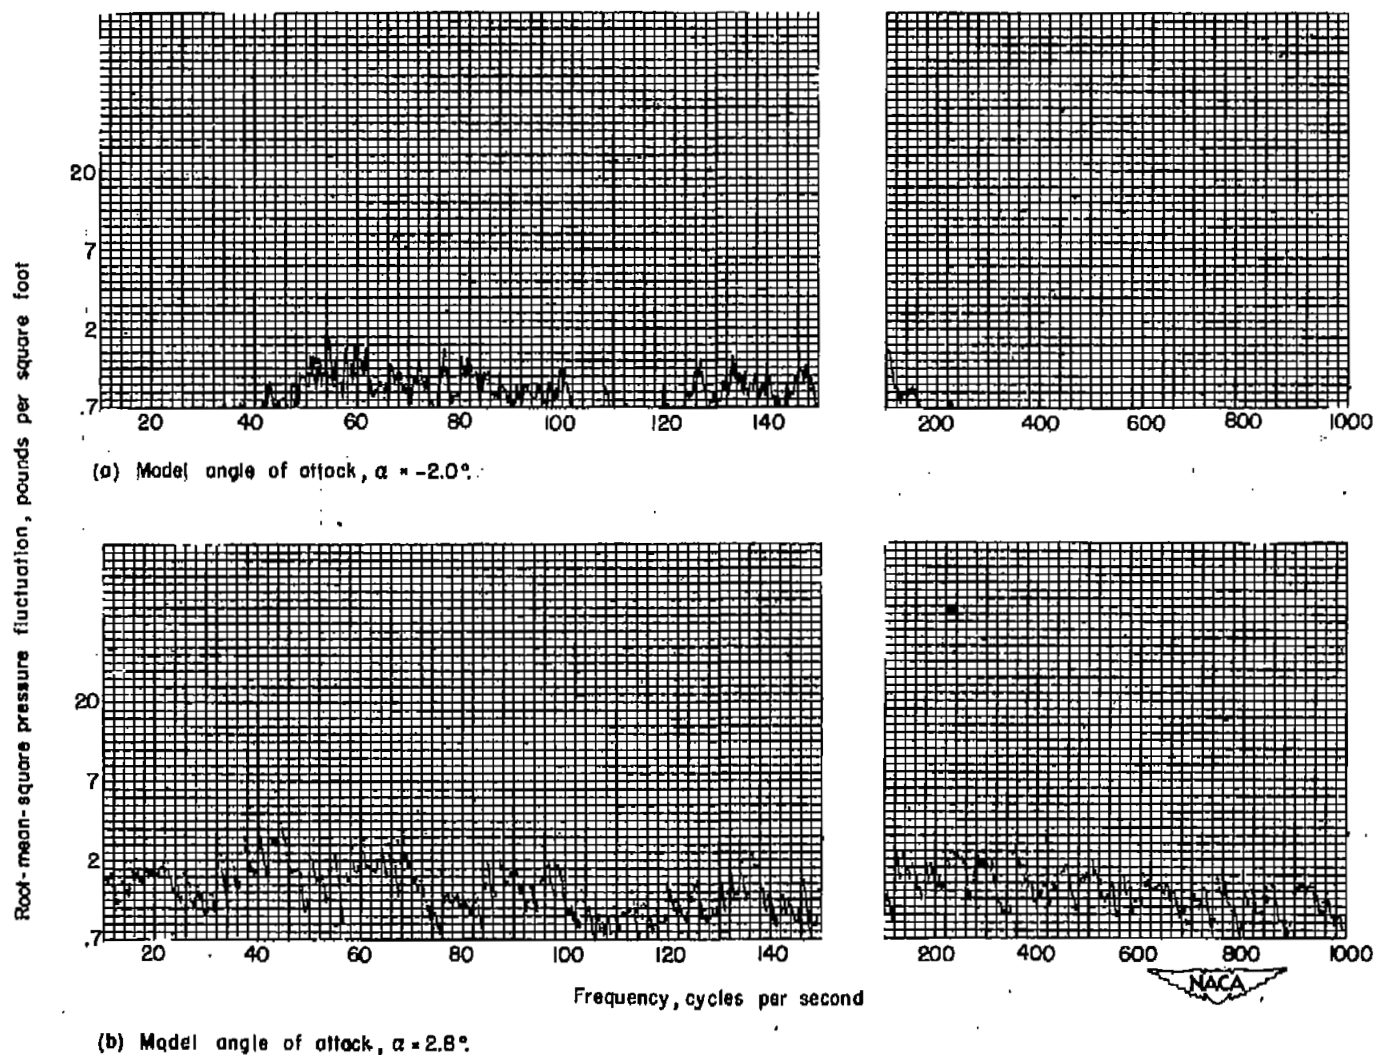 Root-mean-square pressure fluctuation, pounds per square foot
20
7
2
.7
20 40 60 80 100 120 140
200 400 600 800 1000
(a) Model angle of attack, α = -2.0°.
20
7
2
.7
20 40 60 80 100 120 140
200 400 600 800 1000
Frequency, cycles per second
NACA
(b) Model angle of attack, α = 2.8°.